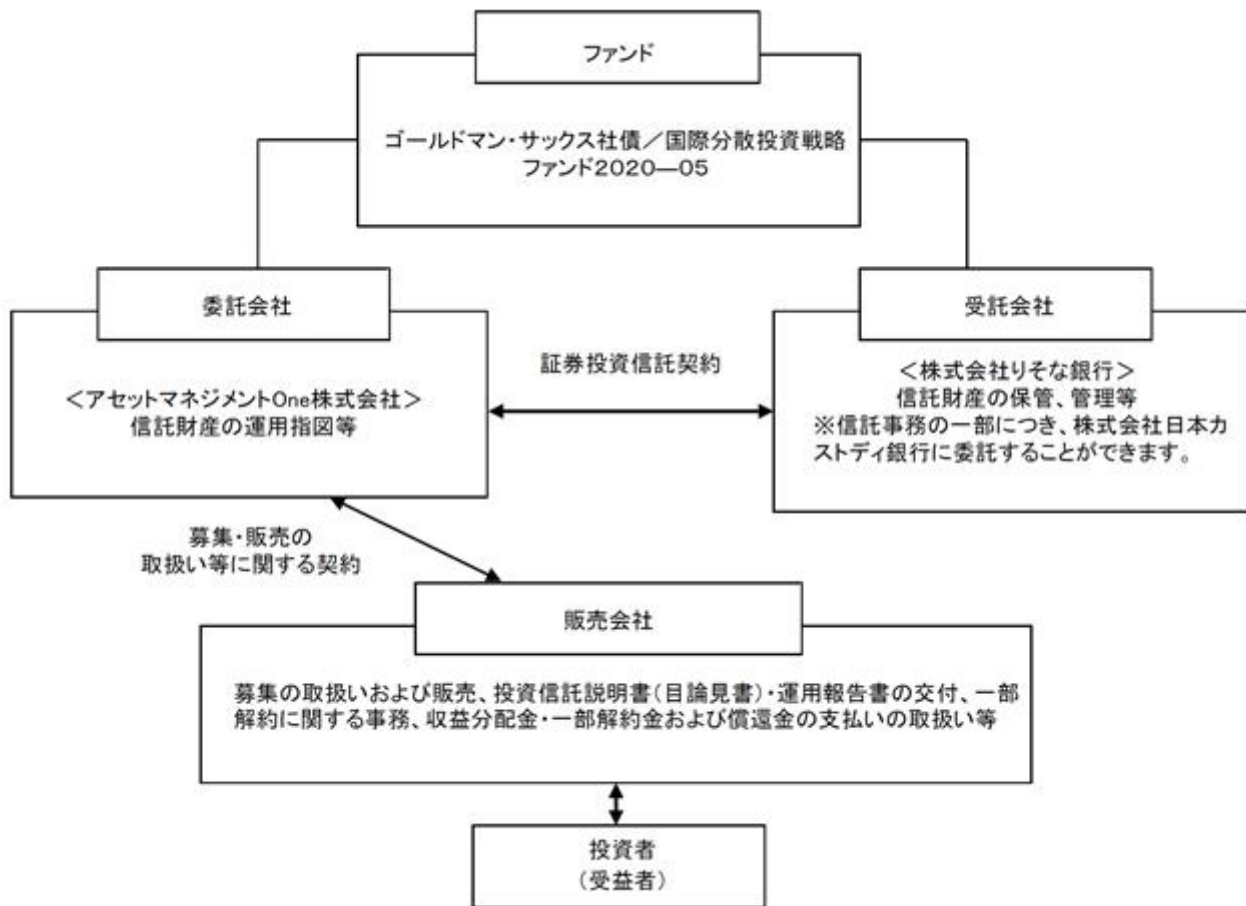 ファンド
ゴールドマン・サックス社債／国際分散投資戦略
ファンド2020―05
委託会社
＜アセットマネジメントOne株式会社＞
信託財産の運用指図等
証券投資信託契約
受託会社
＜株式会社りそな銀行＞
信託財産の保管、管理等
※信託事務の一部につき、株式会社日本カ
ストディ銀行に委託することができます。
募集・販売の
取扱い等に関する契約
販売会社
募集の取扱いおよび販売、投資信託説明書（目論見書）・運用報告書の交付、一部
解約に関する事務、収益分配金・一部解約金および償還金の支払いの取扱い等
投資者
（受益者）